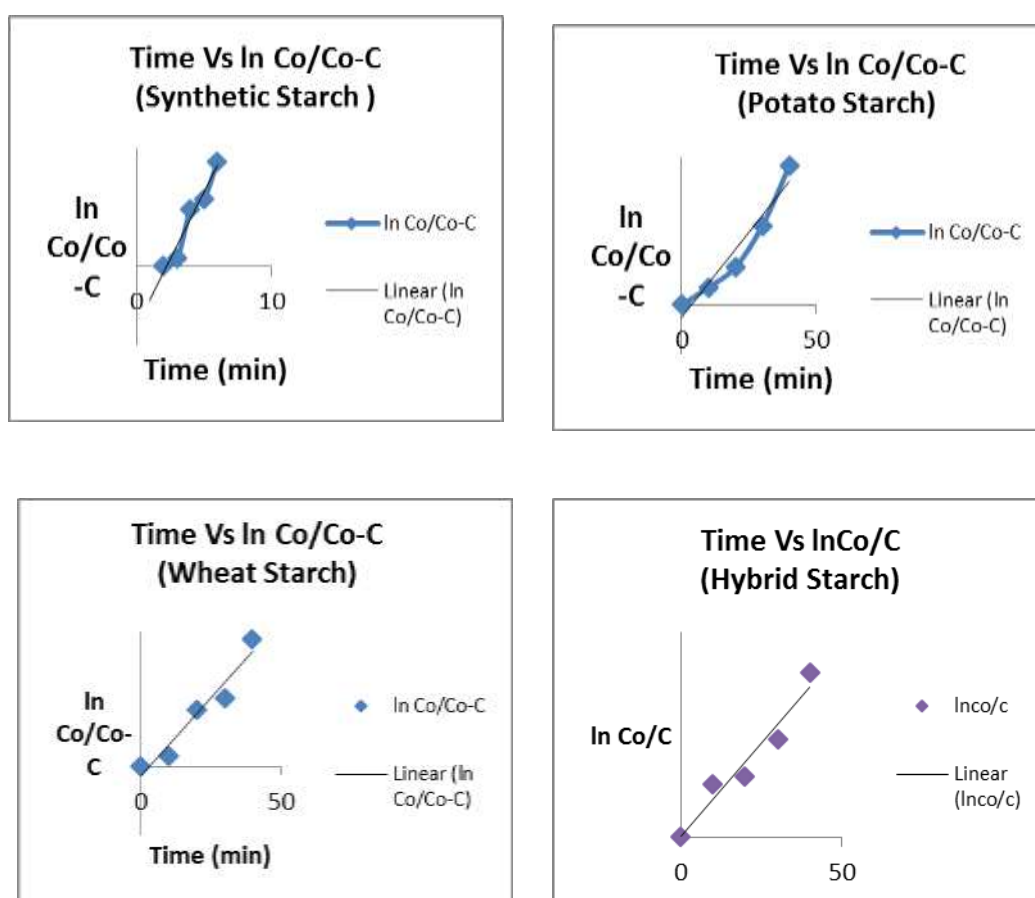 Time Vs ln Co/Co-C
(Synthetic Starch )
ln
Co/Co
-C
0
10
ln Co/Co-C
Linear (ln
Co/Co-C)
Time (min)
Time Vs ln Co/Co-C
(Potato Starch)
ln
Co/Co
-C
0
50
ln Co/Co-C
Linear (ln
Co/Co-C)
Time (min)
Time Vs ln Co/Co-C
(Wheat Starch)
ln
Co/Co-
C
0
50
ln Co/Co-C
Linear (ln
Co/Co-C)
Time (min)
Time Vs lnCo/C
(Hybrid Starch)
ln Co/C
0
50
lnco/c
Linear
(lnco/c)